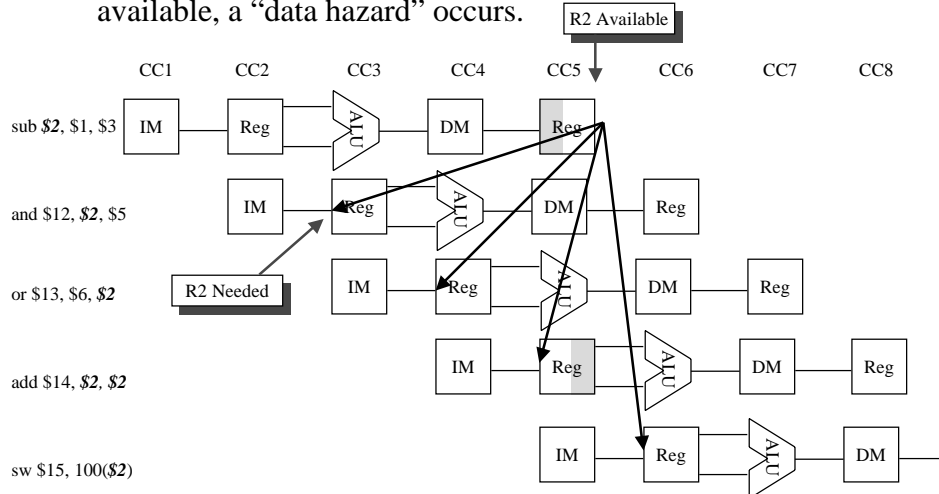 available, a “data hazard” occurs.
R2 Available
CC1 CC2 CC3 CC4 CC5 CC6 CC7 CC8
sub $2, $1, $3 IM Reg ALU DM Reg
and $12, $2, $5 IM Reg ALU DM Reg
R2 Needed
or $13, $6, $2 IM Reg ALU DM Reg
add $14, $2, $2 IM Reg ALU DM Reg
sw $15, 100($2) IM Reg ALU DM